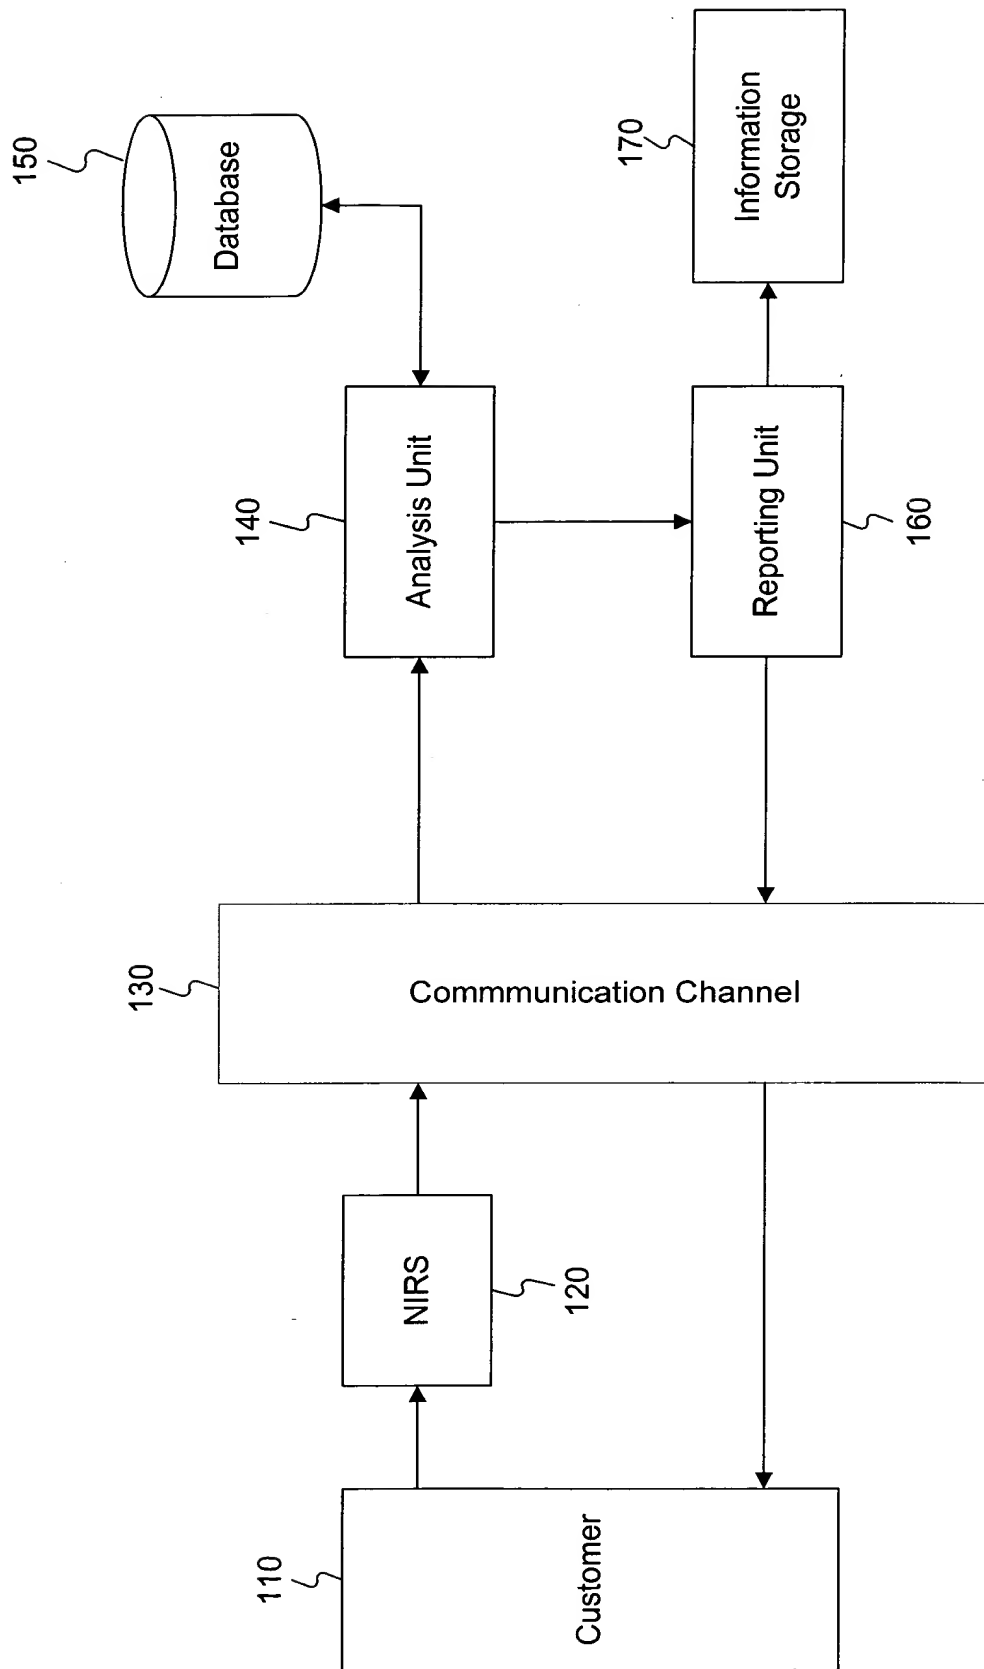 110
Customer
NIRS
120
130
Commmunication Channel
140
Analysis Unit
150
Database
Reporting Unit
160
170
Information
Storage